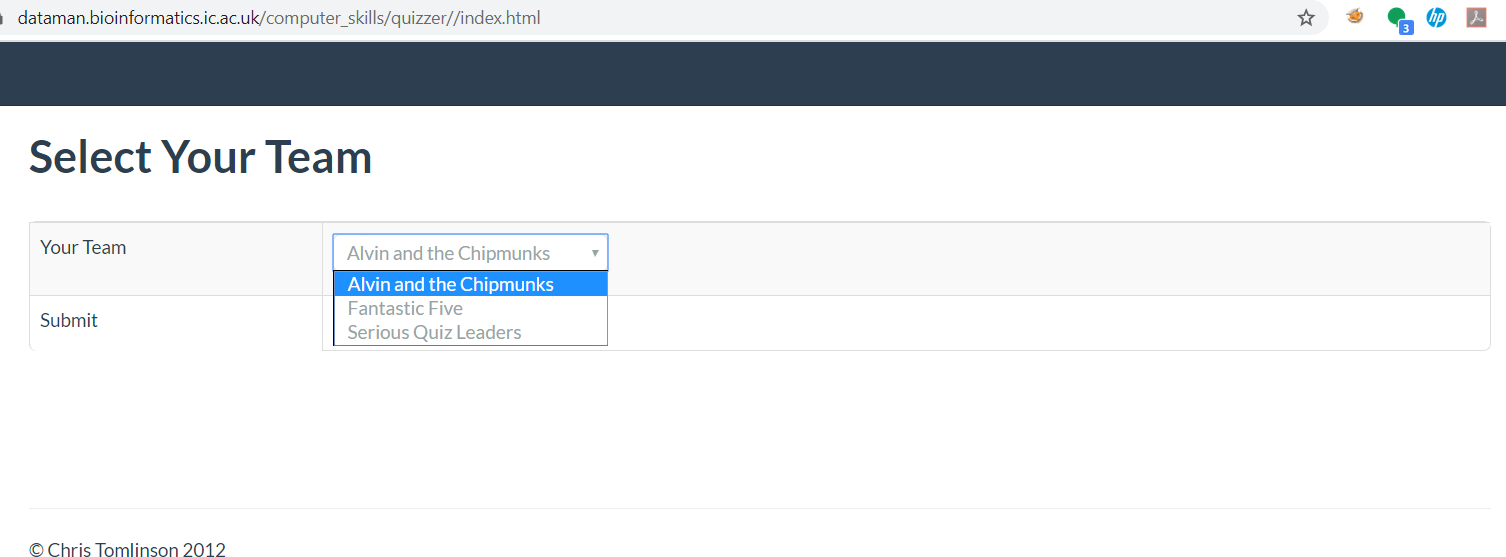 dataman.bioinformatics.ic.ac.uk/computer_skills/quizzer//index.html
3
hp
Select Your Team
Your Team
Alvin and the Chipmunks
Alvin and the Chipmunks
Fantastic Five
Serious Quiz Leaders
Submit
© Chris Tomlinson 2012